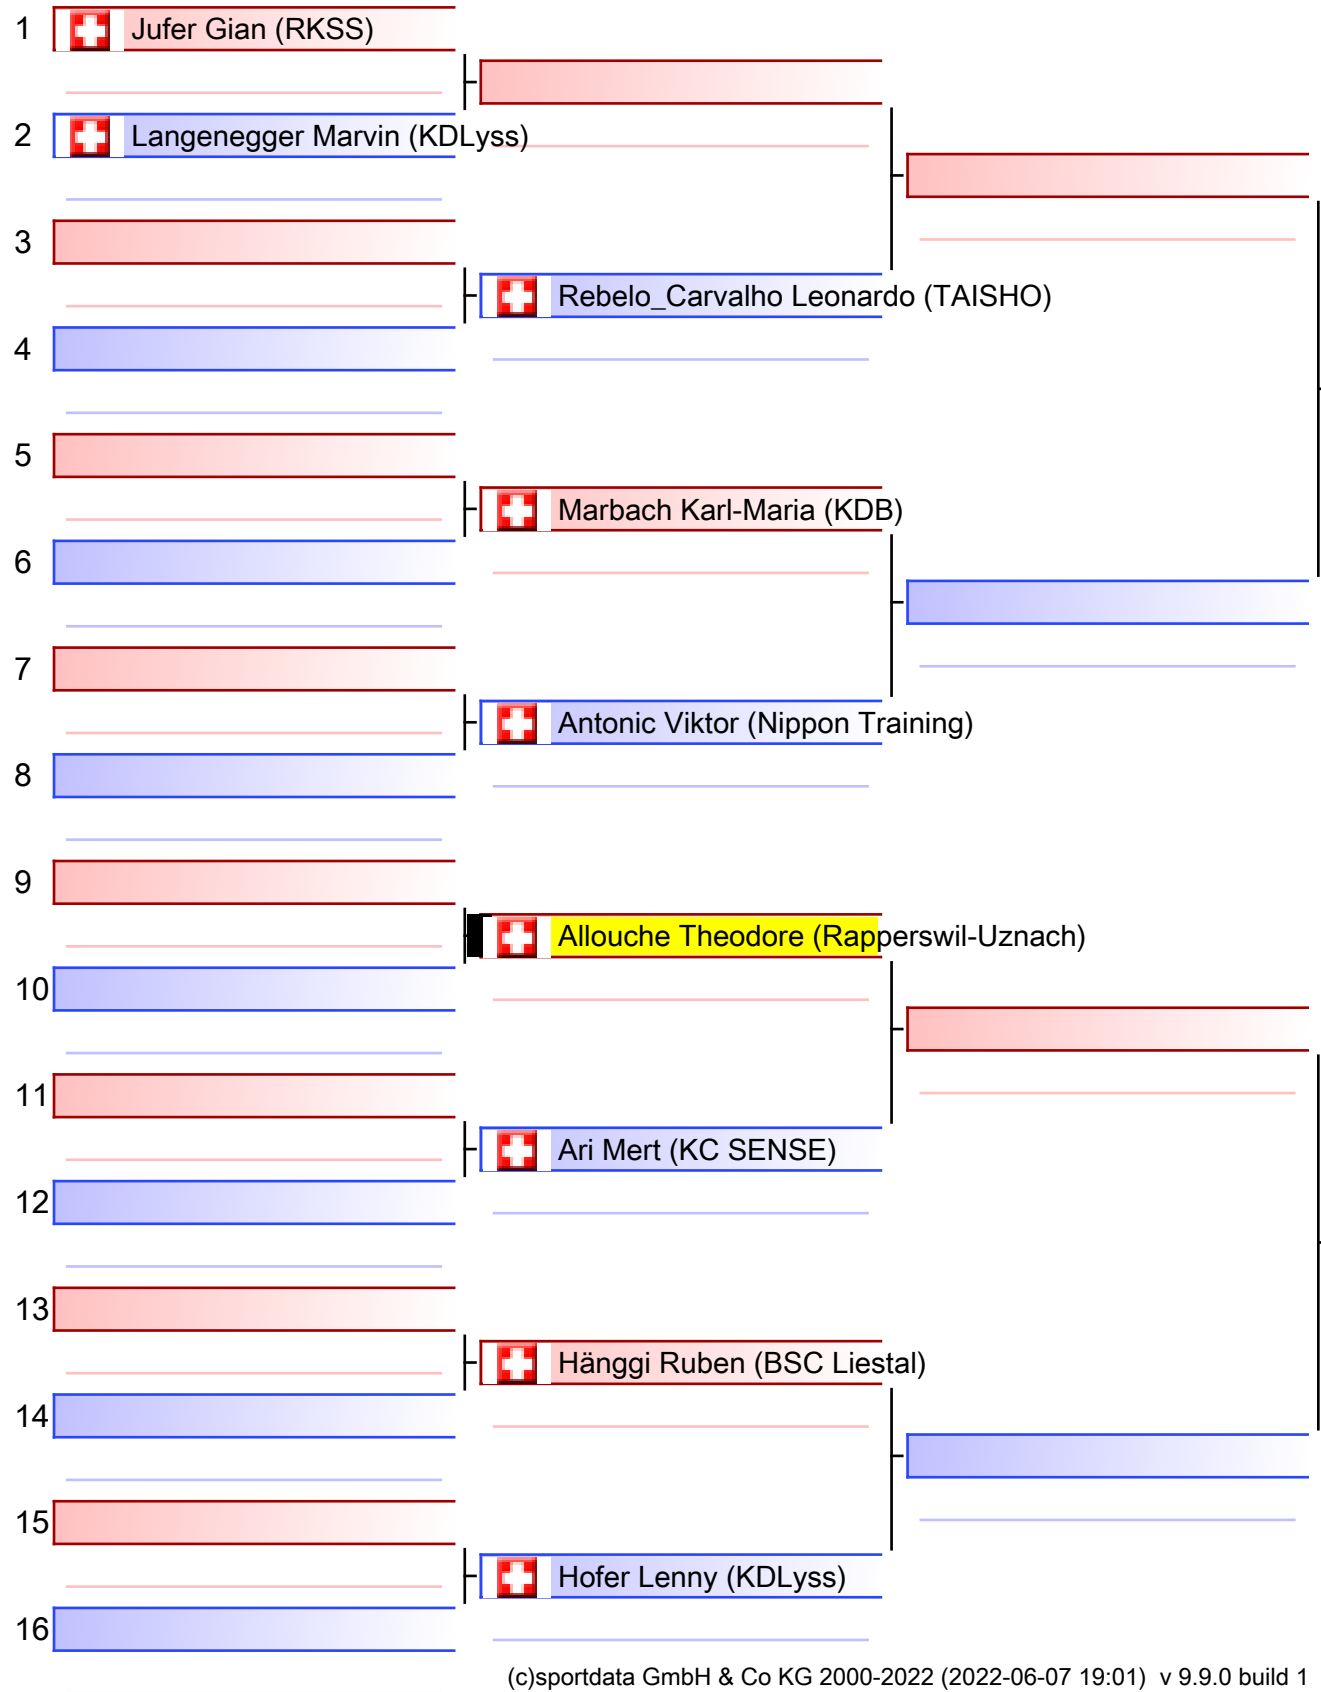 1 Jufer Gian (RKSS)
2 Langenegger Marvin (KDLyss)
3
Rebelo_Carvalho Leonardo (TAISHO)
4
5
Marbach Karl-Maria (KDB)
6
7
Antonic Viktor (Nippon Training)
8
9
Allouche Theodore (Rapperswil-Uznach)
10
11
Ari Mert (KC SENSE)
12
13
Hänggi Ruben (BSC Liestal)
14
15
Hofer Lenny (KDLyss)
16
(c)sportdata GmbH & Co KG 2000-2022 (2022-06-07 19:01) v 9.9.0 build 1